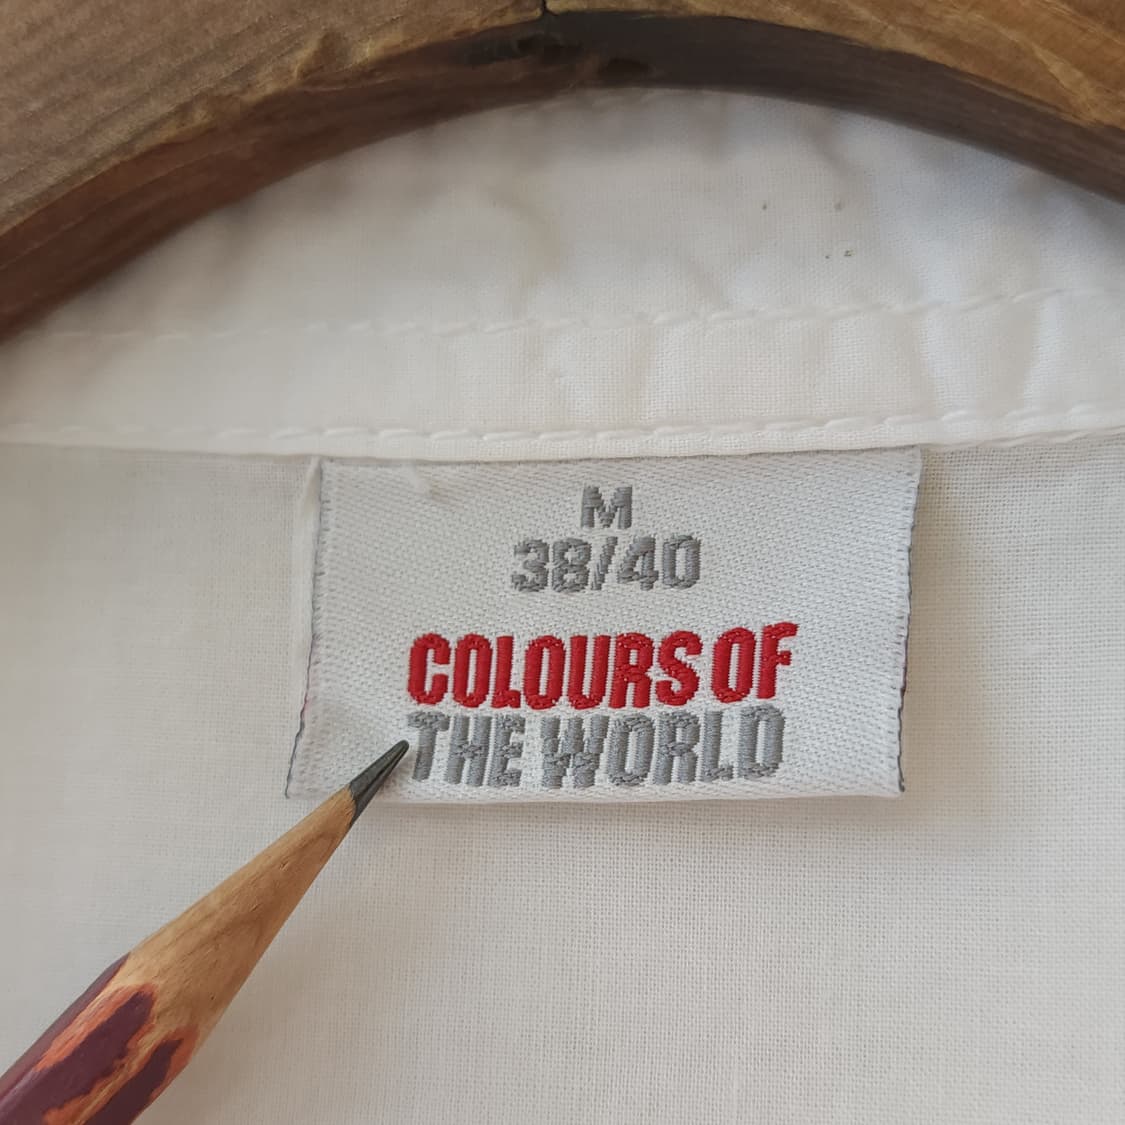 M
38/40
COLOURS OF
THE WORLD